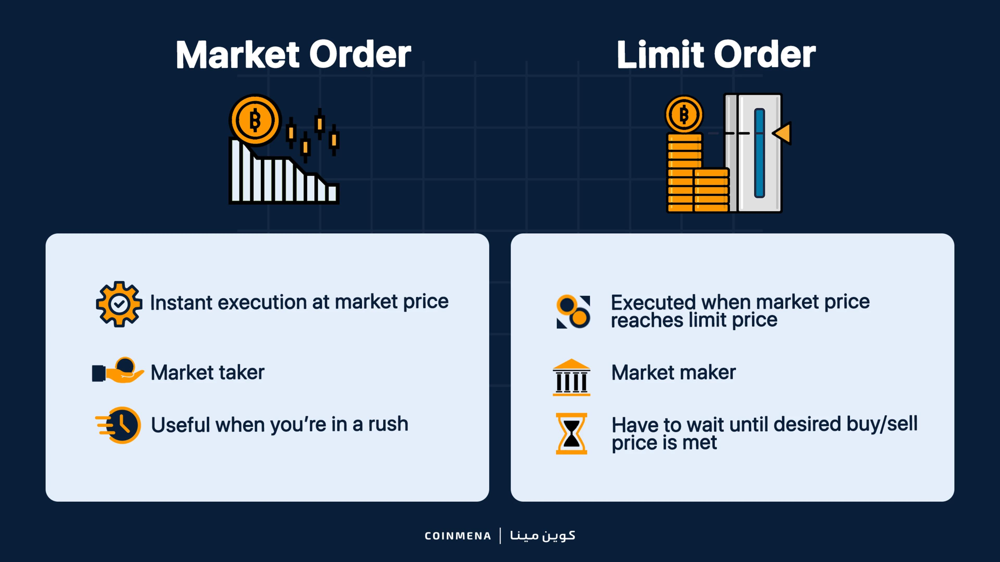 Market Order
Limit Order
Instant execution at market price
Market taker
Useful when you're in a rush
Executed when market price
reaches limit price
Market maker
Have to wait until desired buy/sell
price is met
COINMENA | كوين مينا